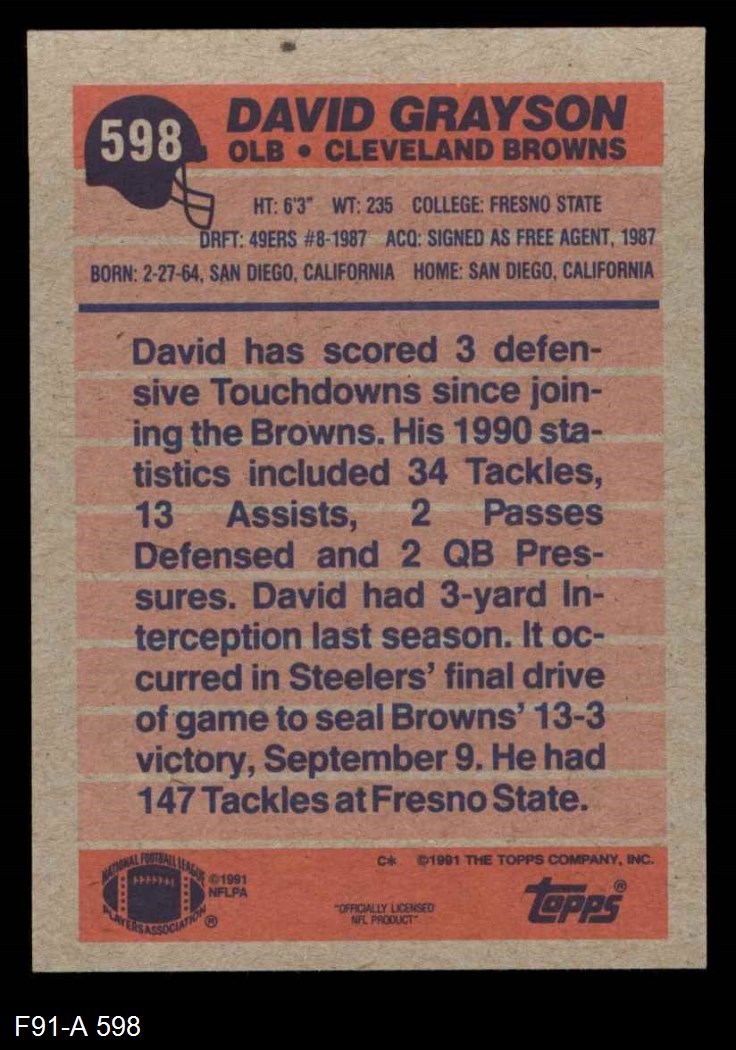 598
DAVID GRAYSON
OLB • CLEVELAND BROWNS
HT: 6'3" WT: 235 COLLEGE: FRESNO STATE
DRFT: 49ERS #8-1987 ACQ: SIGNED AS FREE AGENT, 1987
BORN: 2-27-64, SAN DIEGO, CALIFORNIA HOME: SAN DIEGO, CALIFORNIA
David has scored 3 defen-
sive Touchdowns since join-
ing the Browns. His 1990 sta-
tistics included 34 Tackles,
13 Assists, 2 Passes
Defensed and 2 QB Pres-
sures. David had 3-yard In-
terception last season. It oc-
curred in Steelers' final drive
of game to seal Browns' 13-3
victory, September 9. He had
147 Tackles at Fresno State.
NATIONAL FOOTBALL LEAGUE
PLAYERS ASSOCIATION ®
©1991
NFLPA
C* ©1991 THE TOPPS COMPANY, INC.
"OFFICIALLY LICENSED
NFL PRODUCT"
topps®
F91-A 598